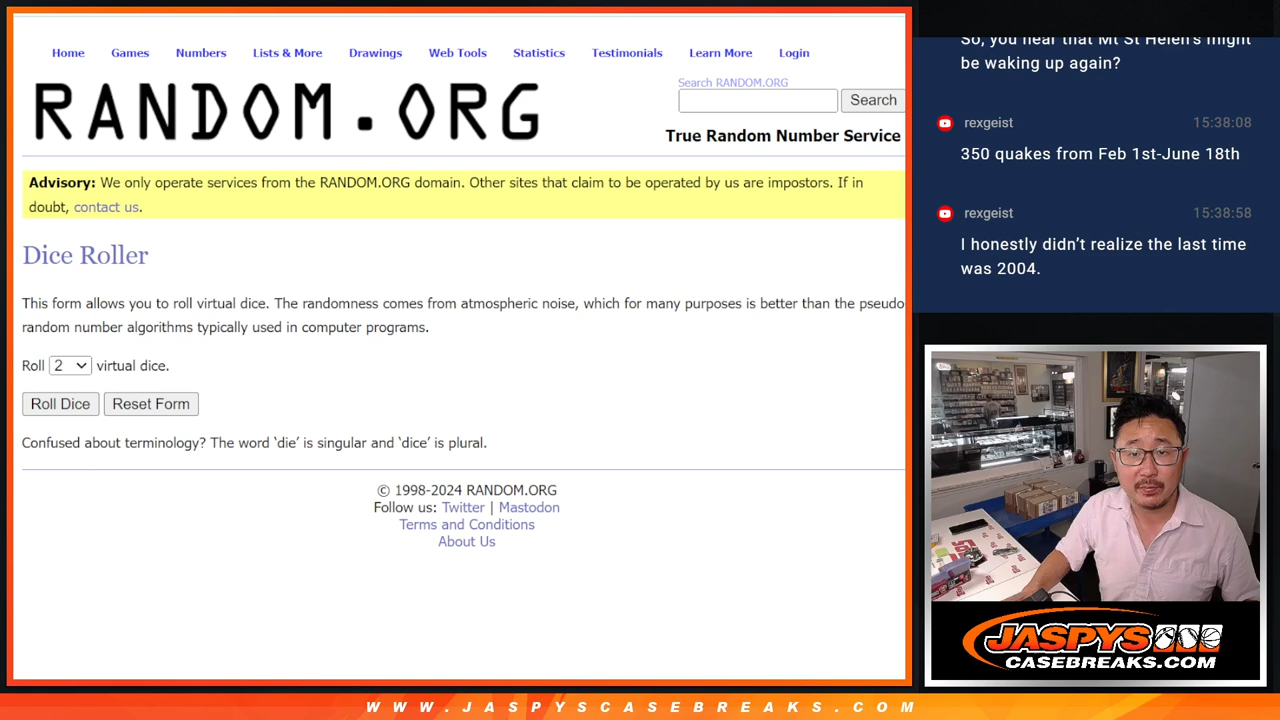 Home Games Numbers Lists & More Drawings Web Tools Statistics Testimonials Learn More Login
RANDOM.ORG
Search RANDOM.ORG
Search
True Random Number Service
Advisory: We only operate services from the RANDOM.ORG domain. Other sites that claim to be operated by us are impostors. If in
doubt, contact us.
Dice Roller
This form allows you to roll virtual dice. The randomness comes from atmospheric noise, which for many purposes is better than the pseudo
random number algorithms typically used in computer programs.
Roll 2 virtual dice.
Roll Dice Reset Form
Confused about terminology? The word ‘die’ is singular and ‘dice’ is plural.
© 1998-2024 RANDOM.ORG
Follow us: Twitter | Mastodon
Terms and Conditions
About Us
So, you hear that Mt St Helen's might
be waking up again?
rexgeist 15:38:08
350 quakes from Feb 1st-June 18th
rexgeist 15:38:58
I honestly didn’t realize the last time
was 2004.
JASPYS
CASEBREAKS.COM
WWW.JASPYSCASEBREAKS.COM